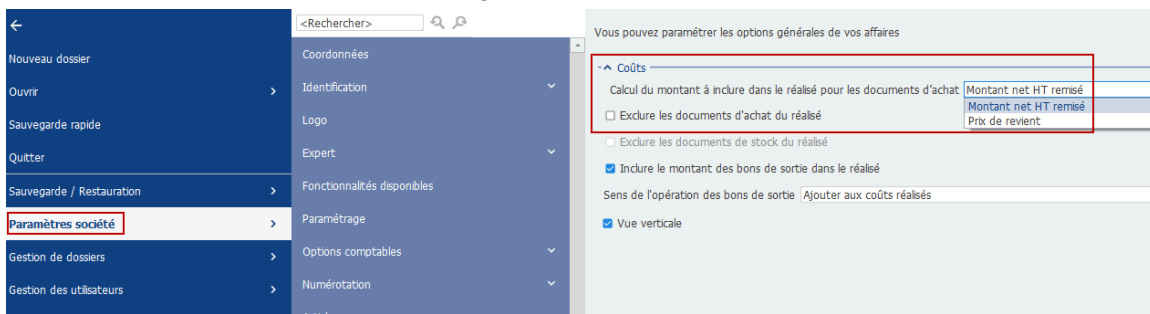 Nouveau dossier
Ouvrir
Sauvegarde rapide
Quitter
Sauvegarde / Restauration
Paramètres société
Gestion de dossiers
Gestion des utilisateurs
<Rechercher>
Coordonnées
Identification
Logo
Expert
Fonctionnalités disponibles
Paramétrage
Options comptables
Numérotation
Vous pouvez paramétrer les options générales de vos affaires
Coûts
Calcul du montant à inclure dans le réalisé pour les documents d'achat Montant net HT remisé
Montant net HT remisé
Prix de revient
Exclure les documents d'achat du réalisé
Exclure les documents de stock du réalisé
Inclure le montant des bons de sortie dans le réalisé
Sens de l'opération des bons de sortie Ajouter aux coûts réalisés
Vue verticale